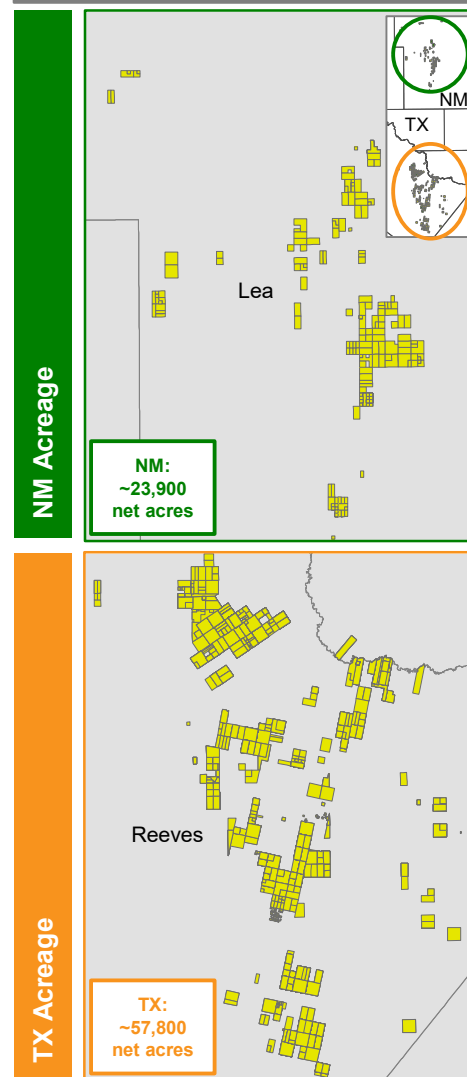 NM Acreage
NM
TX
Lea
NM:
~23,900
net acres
TX Acreage
Reeves
TX:
~57,800
net acres